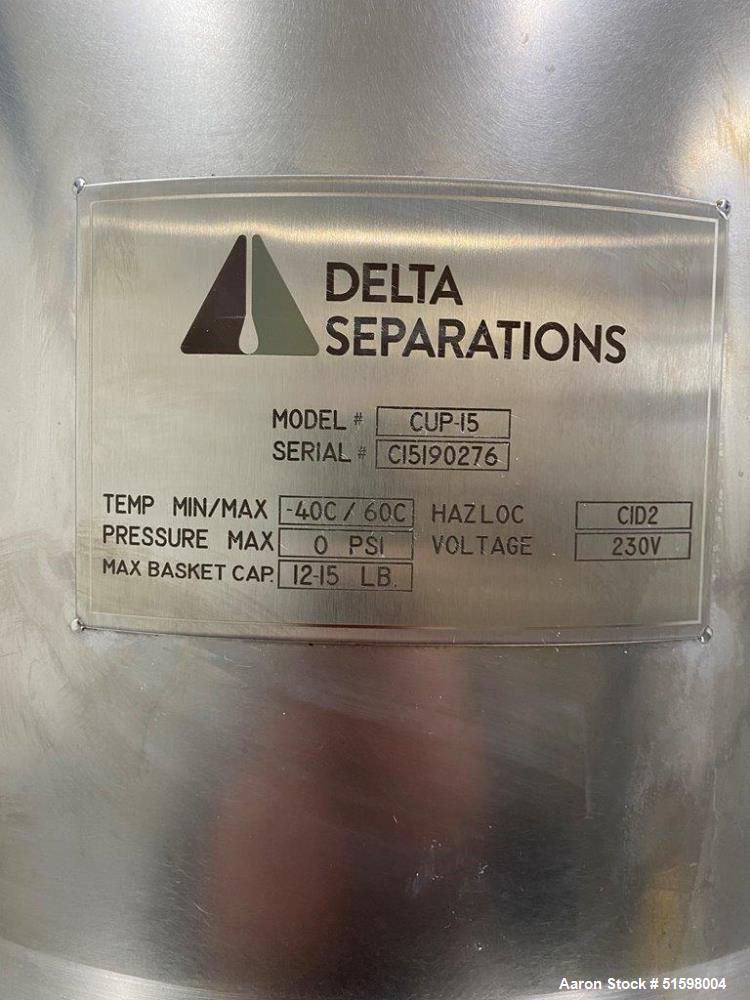 DELTA
SEPARATIONS
MODEL # CUP-15
SERIAL # C15190276
TEMP MIN/MAX -40C / 60C HAZLOC C1D2
PRESSURE MAX 0 PSI VOLTAGE 230V
MAX BASKET CAP. 12-15 LB.
Aaron Stock # 51598004